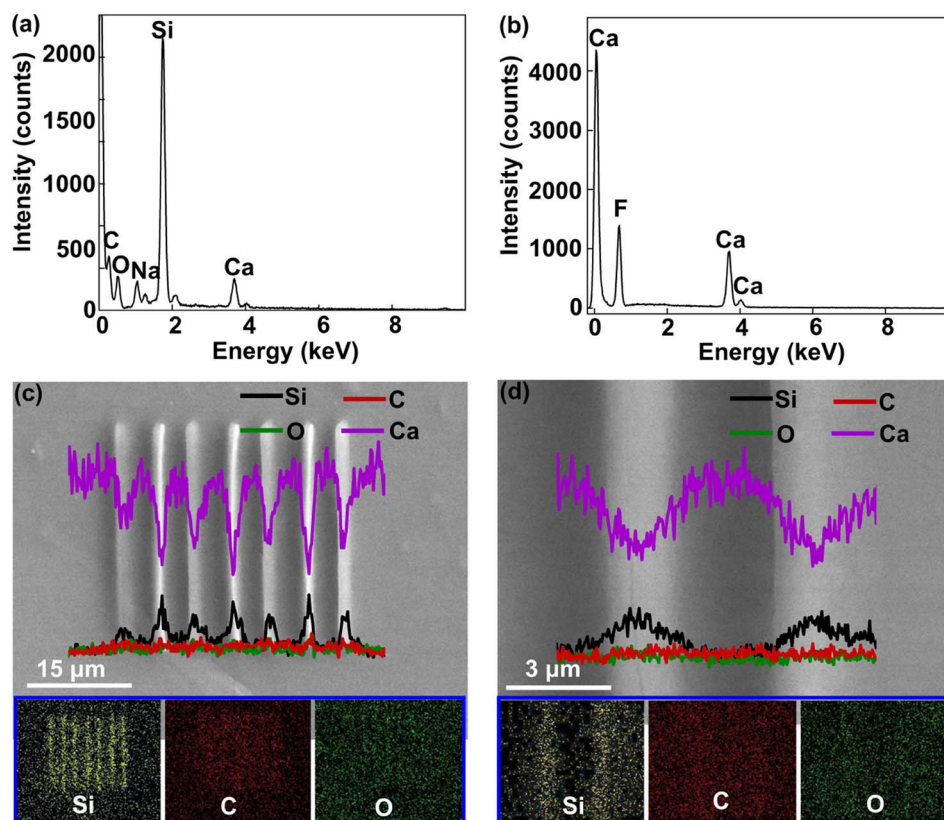 (a)
Si
C
O
Na
Ca
2000
1500
1000
500
0
Intensity (counts)
0 2 4 6 8
Energy (keV)
(b)
Ca
F
Ca
Ca
4000
3000
2000
1000
0
Intensity (counts)
0 2 4 6 8
Energy (keV)
(c)
Si C
O Ca
15 μm
Si C O
(d)
Si C
O Ca
3 μm
Si C O